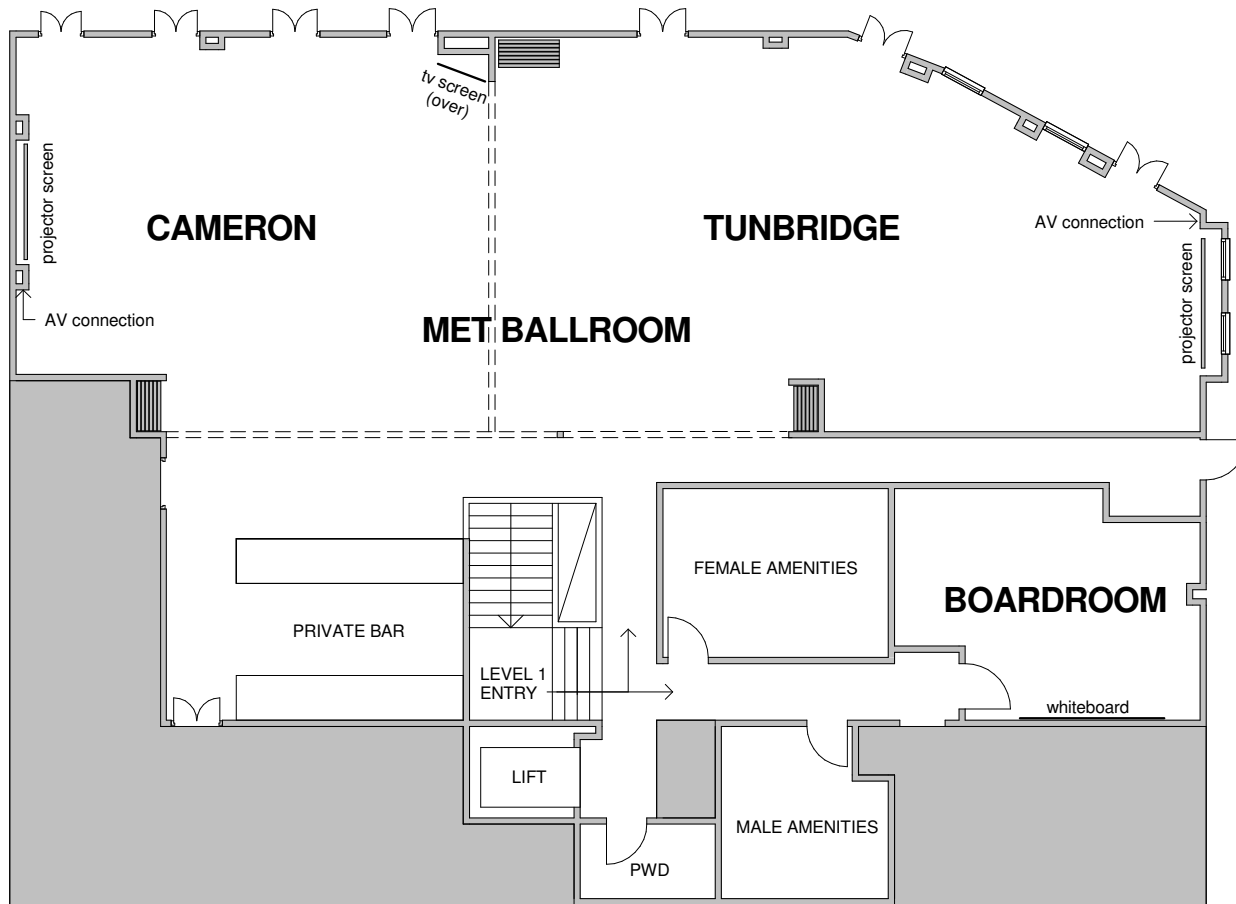 tv screen
(over)
projector screen
CAMERON
TUNBRIDGE
AV connection
projector screen
AV connection
MET BALLROOM
FEMALE AMENITIES
BOARDROOM
PRIVATE BAR
LEVEL 1
ENTRY
whiteboard
LIFT
MALE AMENITIES
PWD